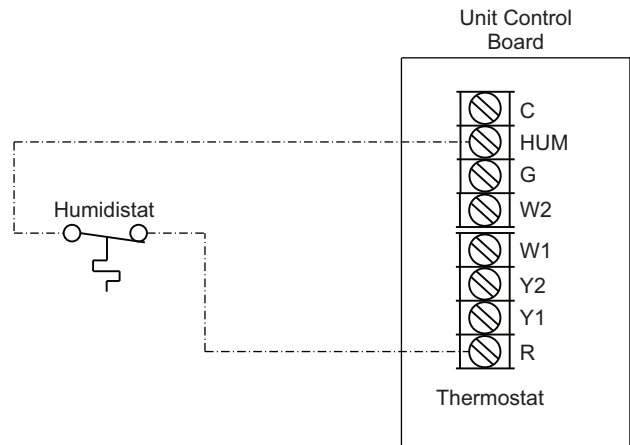 Unit Control
Board
C
HUM
G
W2
Humidistat
W1
Y2
Y1
R
Thermostat